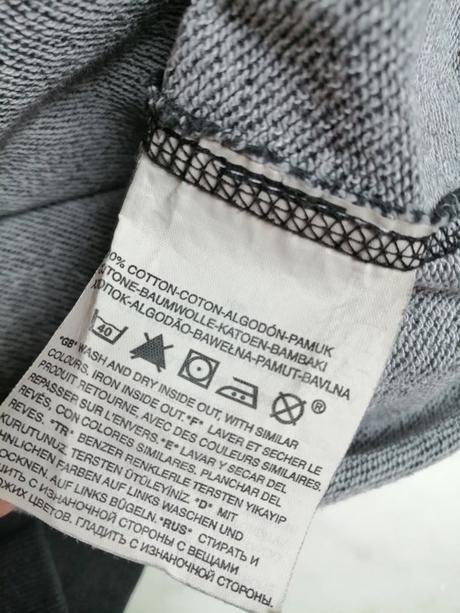 0% COTTON-COTON-ALGODÓN-PAMUK
TONE-BAUMWOLLE-KATOEN-BAMBAKI
ХЛОПОК-ALGODÃO-BAWEŁNA-PAMUT-BAVLNA
40
®
"GB" WASH AND DRY INSIDE OUT, WITH SIMILAR
COLOURS, IRON INSIDE OUT. "F" LAVER ET SECHER LE
PRODUIT RETOURNE, AVEC DES COULEURS SIMILAIRES.
REPASSER SUR L'ENVERS. "E" LAVAR Y SECAR DEL
REVÉS, CON COLORES SIMILARES. PLANCHAR DEL
REVES. "TR" BENZER RENKLERLE TERSTEN YIKAYIP
KURUTUNUZ, TERSTEN ÜTÜLEYİNİZ. "D" MIT
HNLICHEN FARBEN AUF LINKS WASCHEN UND
OCKNEN. AUF LINKS BÜGELN. "RUS" СТИРАТЬ И
ШИТЬ С ИЗНАНОЧНОЙ СТОРОНЫ С ВЕЩАМИ
ОЖИХ ЦВЕТОВ. ГЛАДИТЬ С ИЗНАНОЧНОЙ СТОРОНЫ.